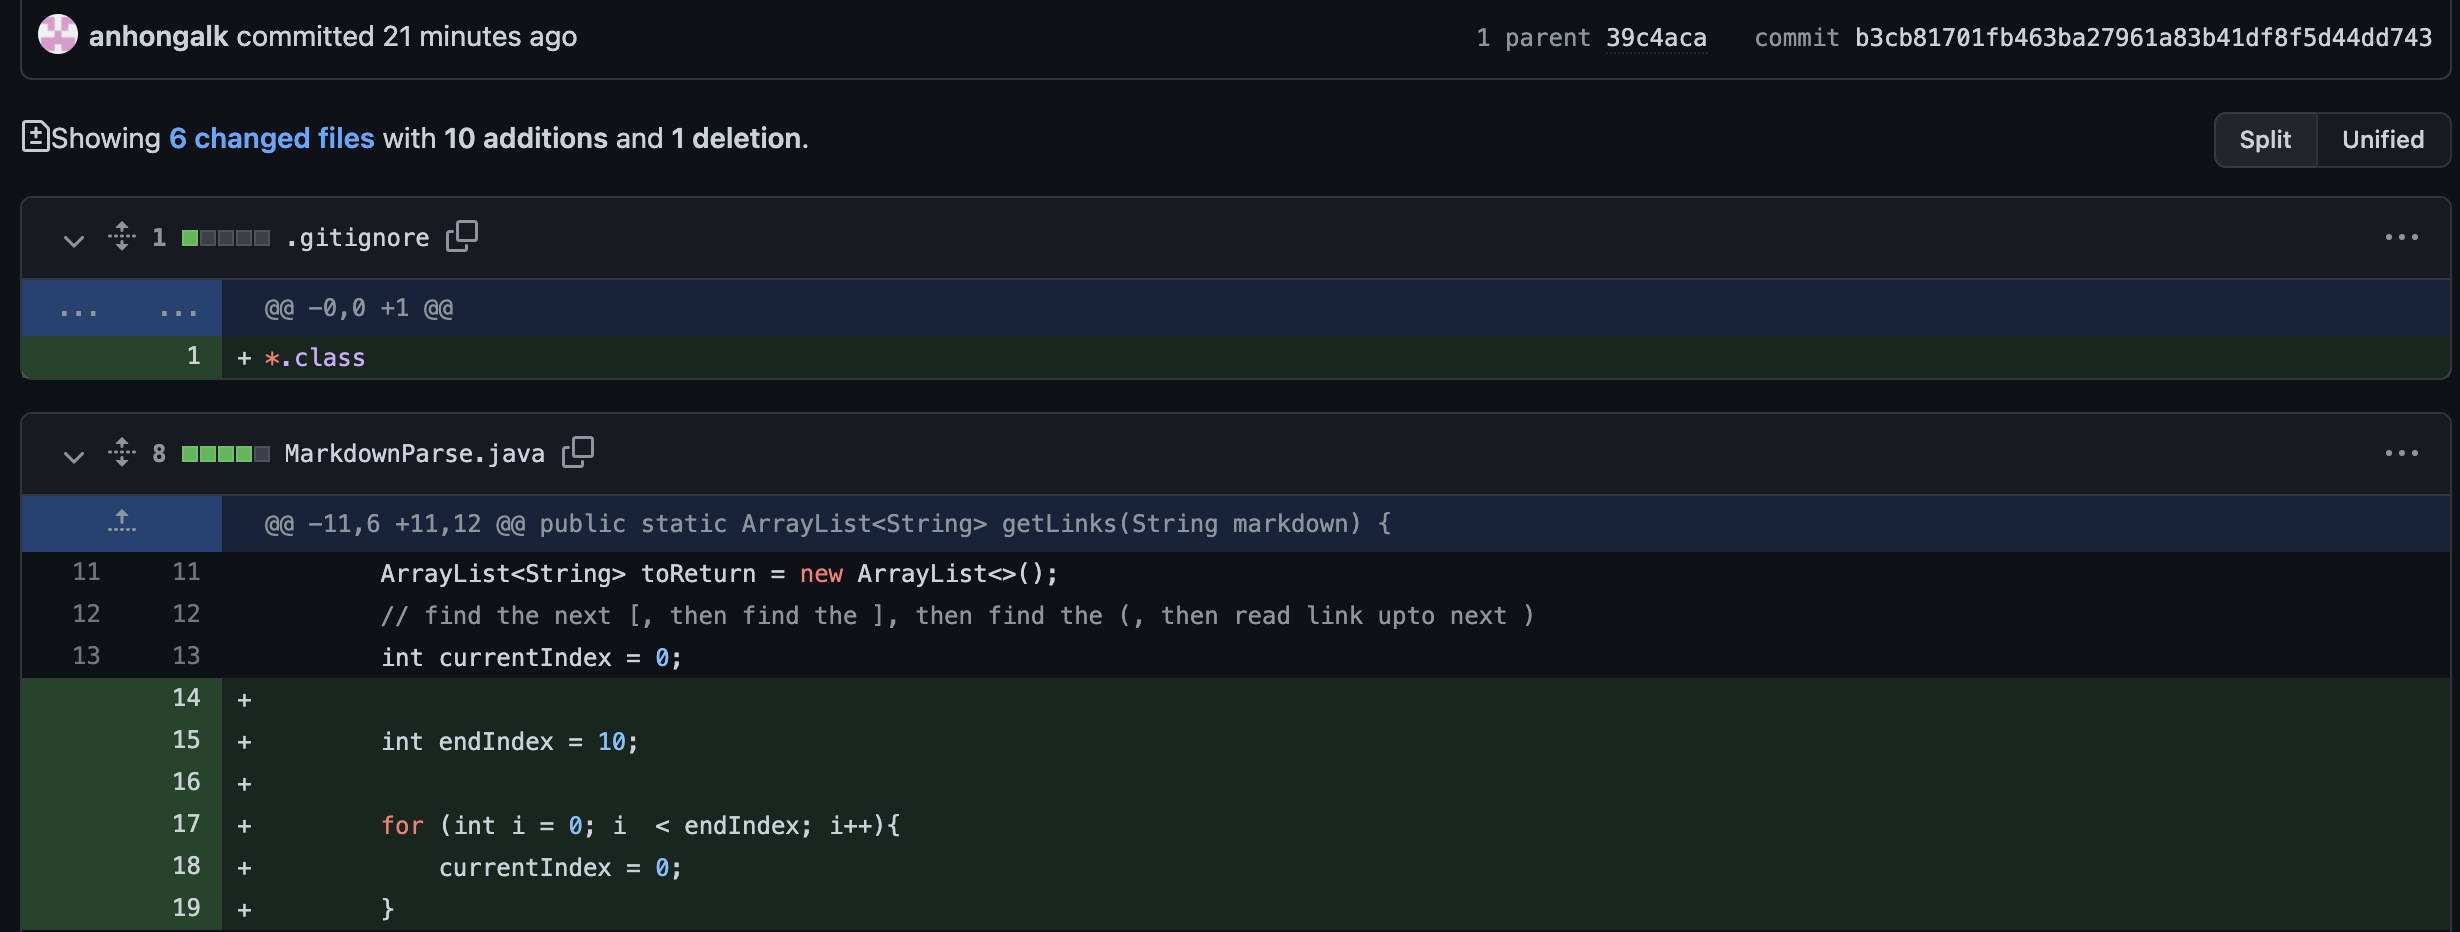 anhongalk committed 21 minutes ago 1 parent 39c4aca commit b3cb81701fb463ba27961a83b41df8f5d44dd743
Showing 6 changed files with 10 additions and 1 deletion.
Split Unified
1 .gitignore
... ... @@ -0,0 +1 @@
1 + *.class
8 MarkdownParse.java
@@ -11,6 +11,12 @@ public static ArrayList<String> getLinks(String markdown) {
11 11 ArrayList<String> toReturn = new ArrayList<>();
12 12 // find the next [, then find the ], then find the (, then read link upto next )
13 13 int currentIndex = 0;
14 +
15 + int endIndex = 10;
16 +
17 + for (int i = 0; i  < endIndex; i++){
18 + currentIndex = 0;
19 + }